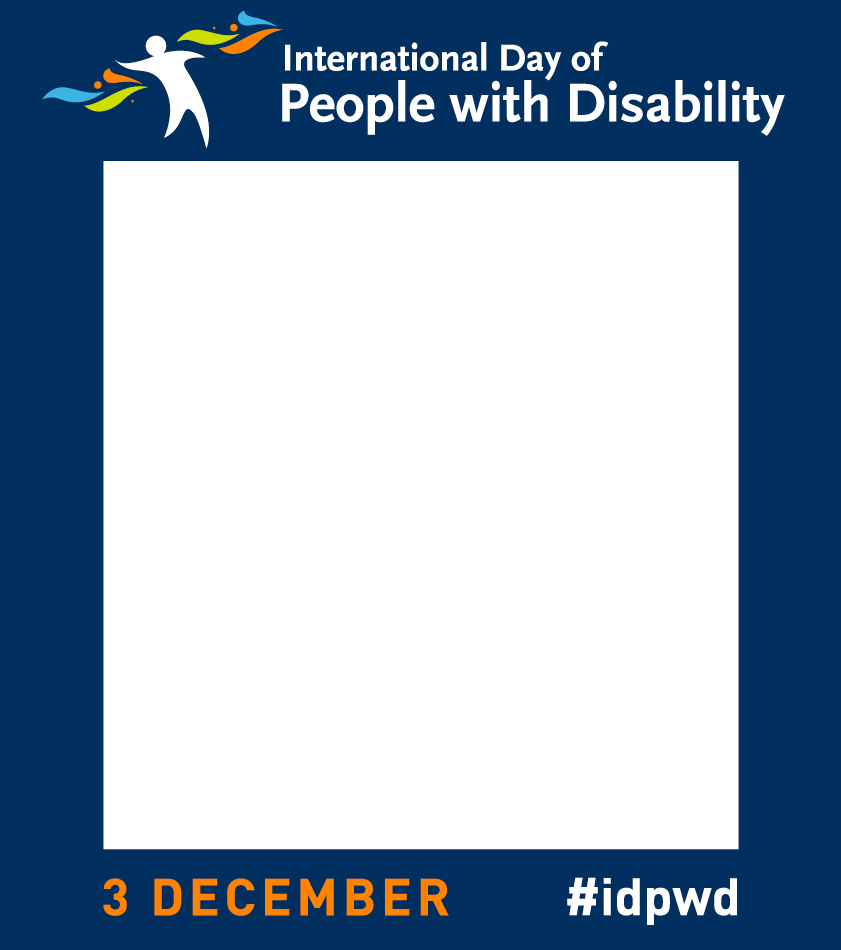 International Day of
People with Disability
3 DECEMBER #idpwd